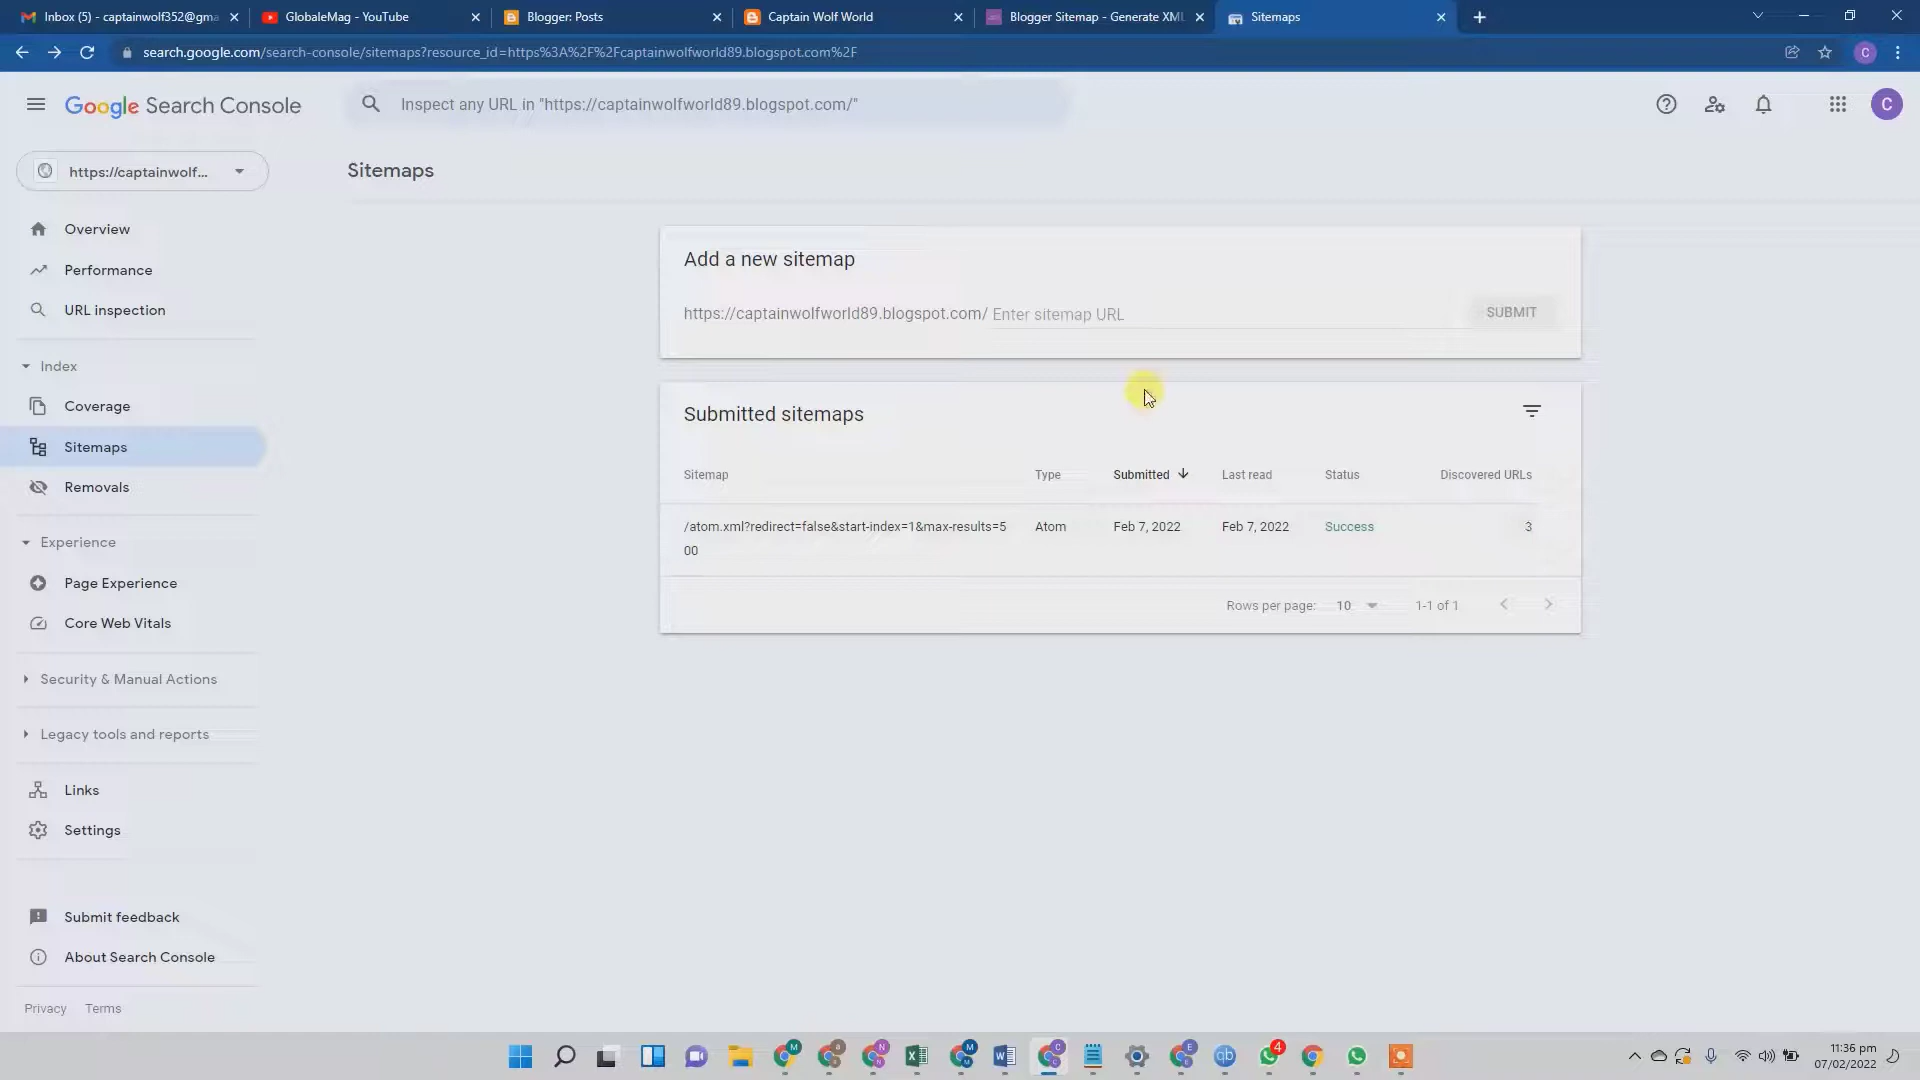 Inbox (5) - captainwolf352@gma
GlobaleMag - YouTube
Blogger: Posts
Captain Wolf World
Blogger Sitemap - Generate XML
Sitemaps
search.google.com/search-console/sitemaps?resource_id=https%3A%2F%2Fcaptainwolfworld89.blogspot.com%2F
C
Google Search Console
Inspect any URL in "https://captainwolfworld89.blogspot.com/"
C
https://captainwolf...
Sitemaps
Overview
Performance
URL inspection
Index
Coverage
Sitemaps
Removals
Experience
Page Experience
Core Web Vitals
Security & Manual Actions
Legacy tools and reports
Links
Settings
Submit feedback
About Search Console
Privacy Terms
Add a new sitemap
https://captainwolfworld89.blogspot.com/ Enter sitemap URL
SUBMIT
Submitted sitemaps
Sitemap Type Submitted Last read Status Discovered URLs
/atom.xml?redirect=false&start-index=1&max-results=5 Atom Feb 7, 2022 Feb 7, 2022 Success 3
00
Rows per page: 10 1-1 of 1
M
a
N
M
C
E
qb
4
11:36 pm
07/02/2022